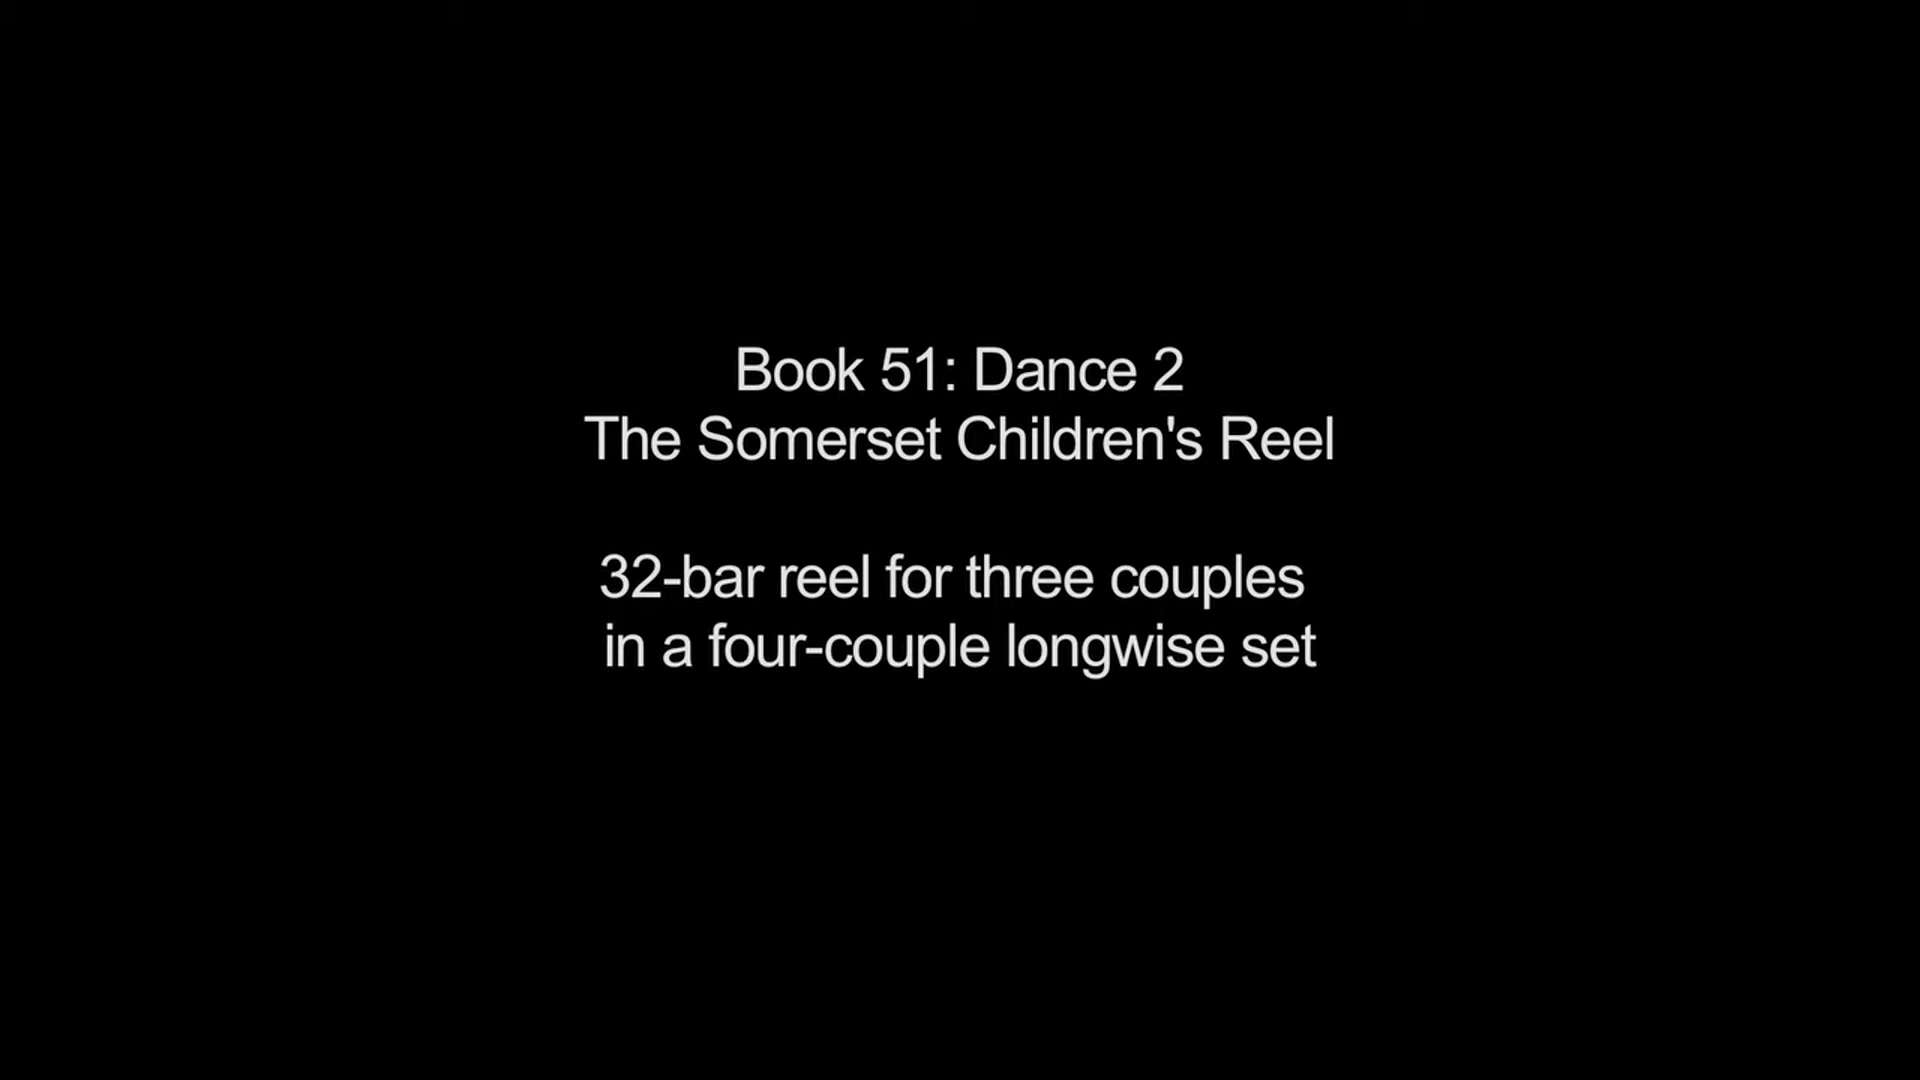 Book 51: Dance 2
The Somerset Children's Reel
32-bar reel for three couples
in a four-couple longwise set